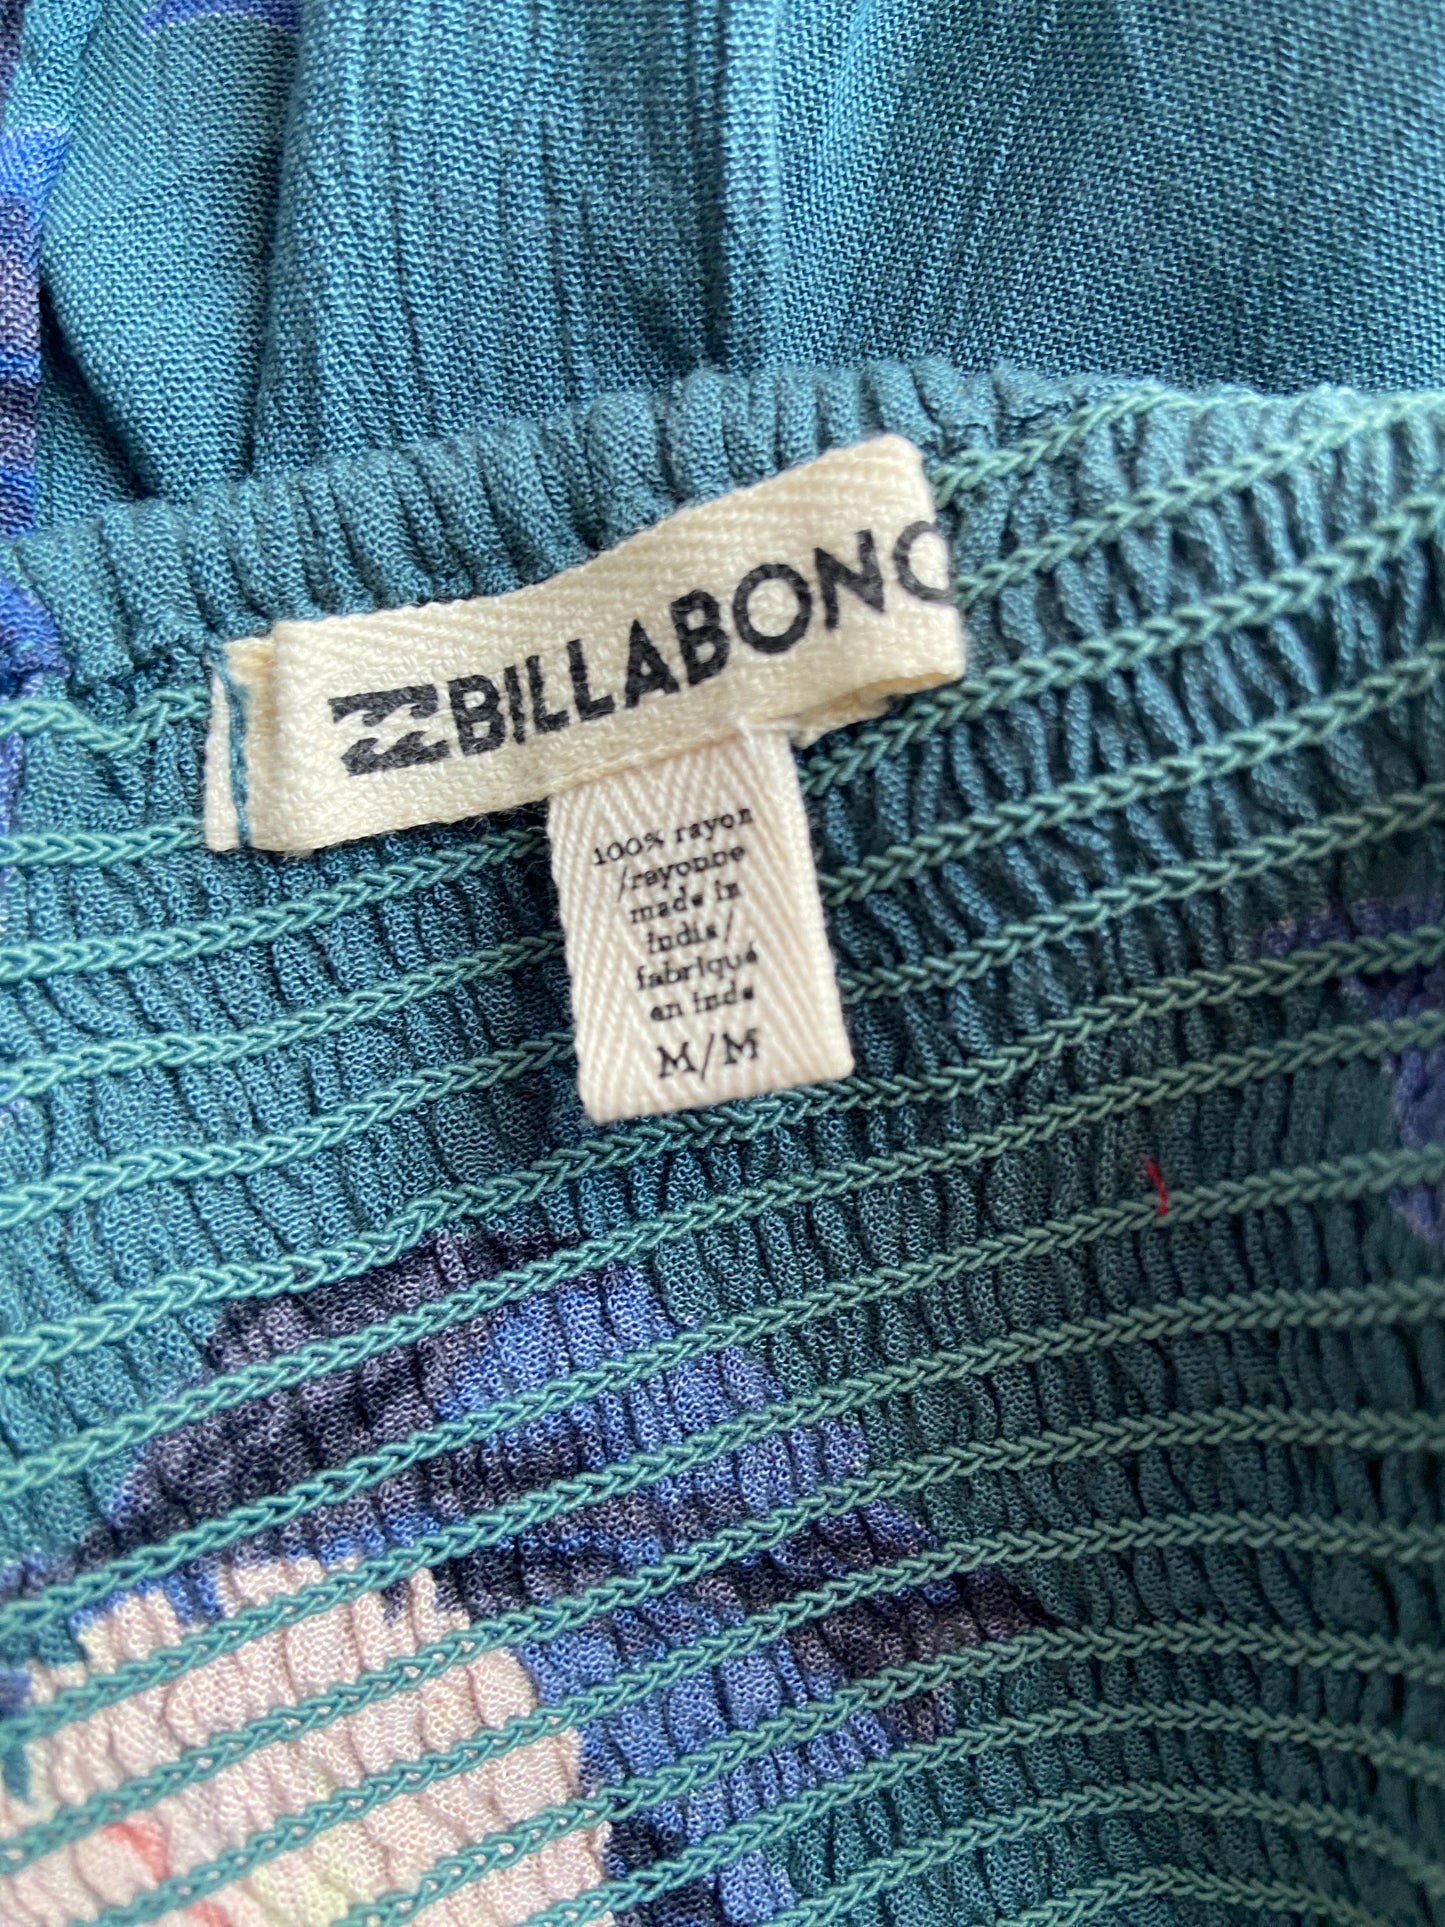 BILLABONG
100% rayon
/rayonne
made in
india/
fabriqué
en inde
M/M